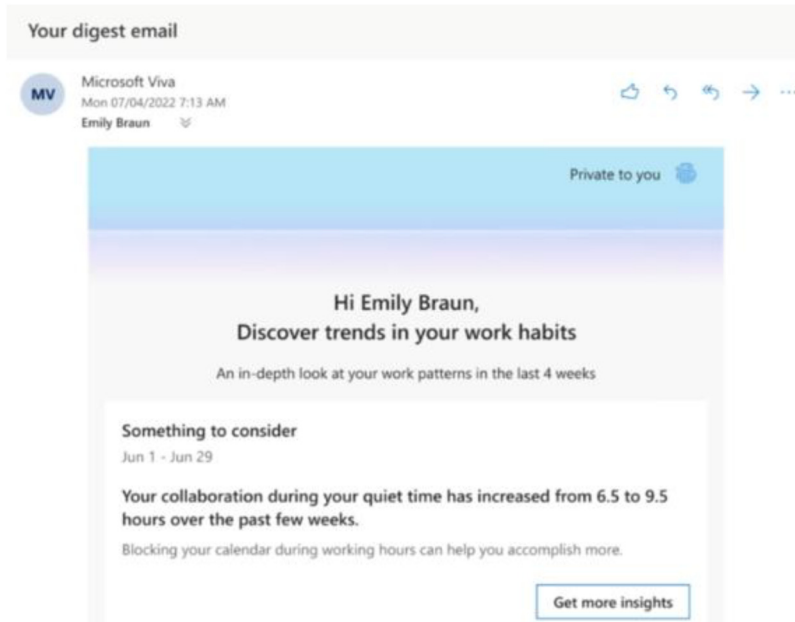 Your digest email
MV
Microsoft Viva
Mon 07/04/2022 7:13 AM
Emily Braun
Private to you
Hi Emily Braun,
Discover trends in your work habits
An in-depth look at your work patterns in the last 4 weeks
Something to consider
Jun 1 - Jun 29
Your collaboration during your quiet time has increased from 6.5 to 9.5
hours over the past few weeks.
Blocking your calendar during working hours can help you accomplish more.
Get more insights